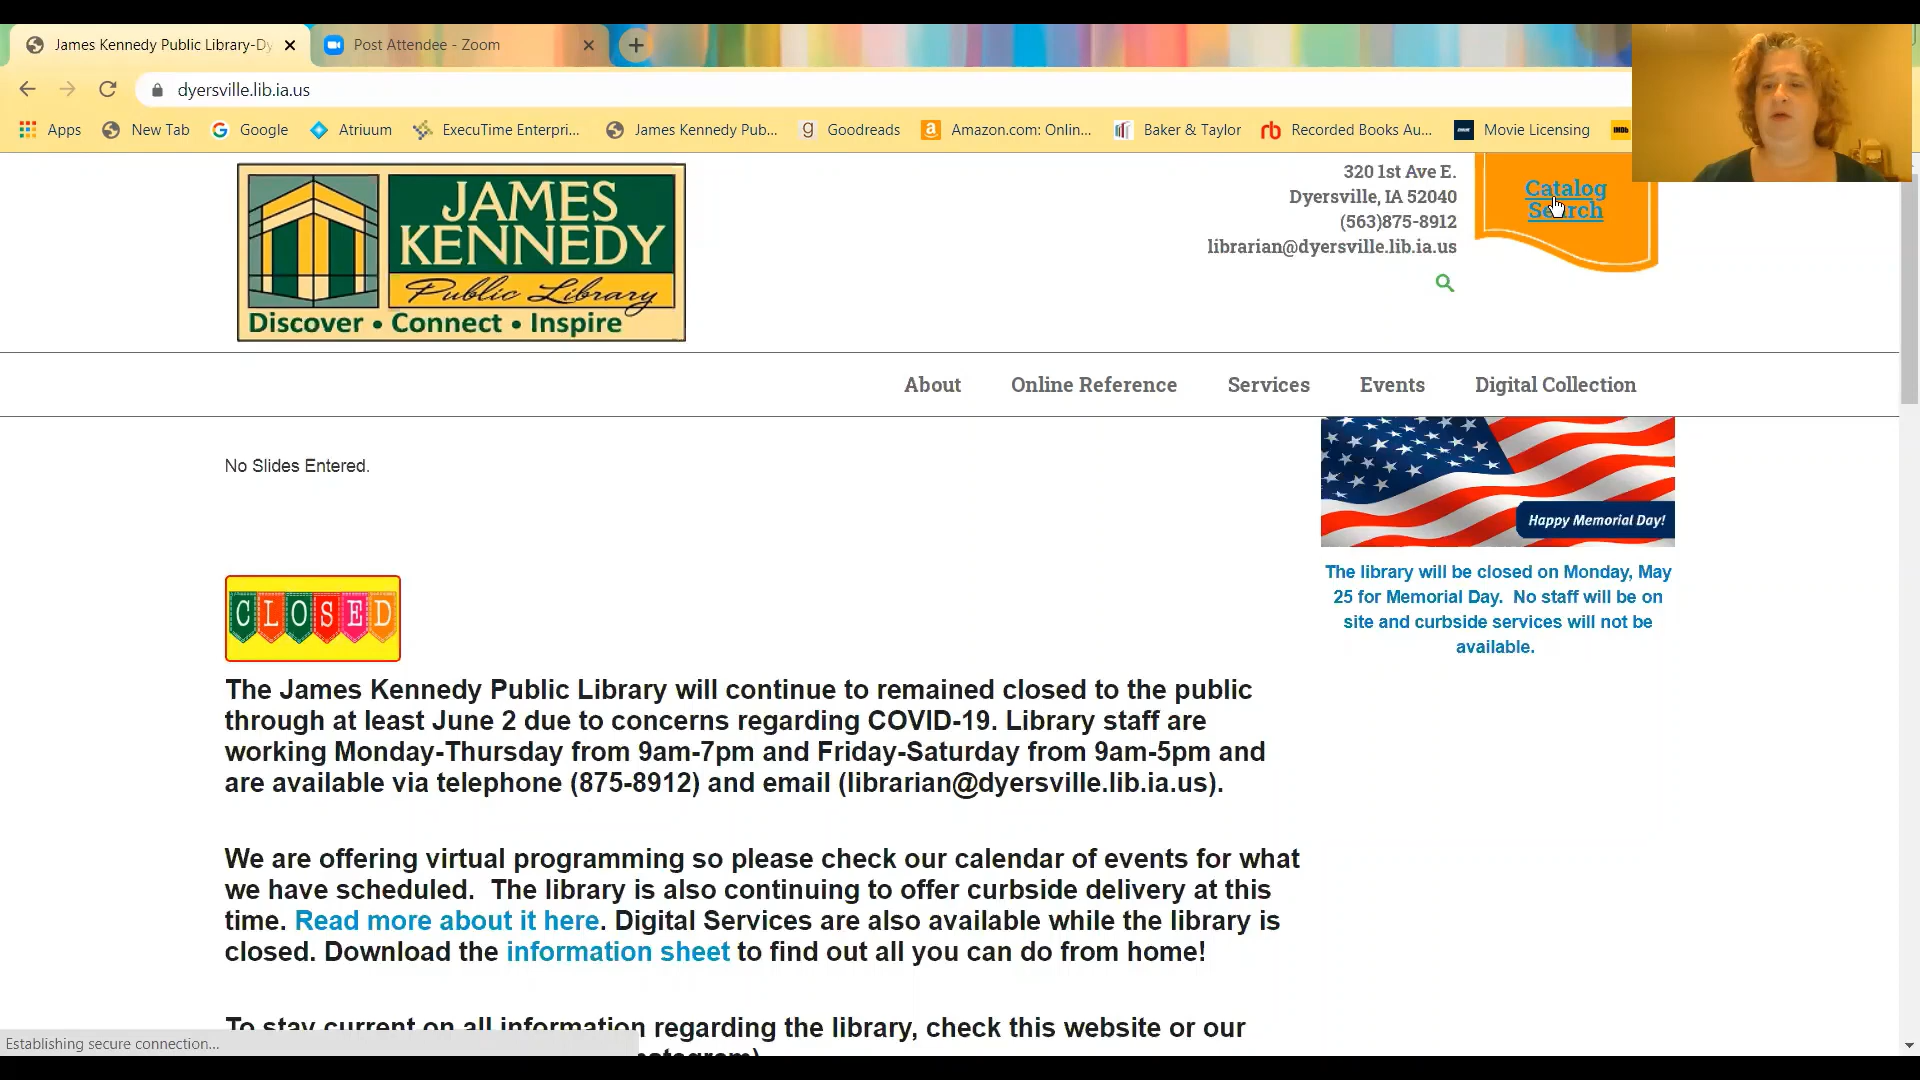 James Kennedy Public Library-Dy
Post Attendee - Zoom
dyersville.lib.ia.us
Apps
New Tab
Google
Atriuum
ExecuTime Enterpri...
James Kennedy Pub...
Goodreads
Amazon.com: Onlin...
Baker & Taylor
Recorded Books Au...
Movie Licensing
IMDb
JAMES
KENNEDY
Public Library
Discover • Connect • Inspire
320 1st Ave E.
Dyersville, IA 52040
(563)875-8912
librarian@dyersville.lib.ia.us
Catalog
Search
About
Online Reference
Services
Events
Digital Collection
No Slides Entered.
Happy Memorial Day!
The library will be closed on Monday, May
25 for Memorial Day. No staff will be on
site and curbside services will not be
available.
CLOSED
The James Kennedy Public Library will continue to remained closed to the public
through at least June 2 due to concerns regarding COVID-19. Library staff are
working Monday-Thursday from 9am-7pm and Friday-Saturday from 9am-5pm and
are available via telephone (875-8912) and email (librarian@dyersville.lib.ia.us).
We are offering virtual programming so please check our calendar of events for what
we have scheduled. The library is also continuing to offer curbside delivery at this
time. Read more about it here. Digital Services are also available while the library is
closed. Download the information sheet to find out all you can do from home!
To stay current on all information regarding the library, check this website or our
Establishing secure connection...